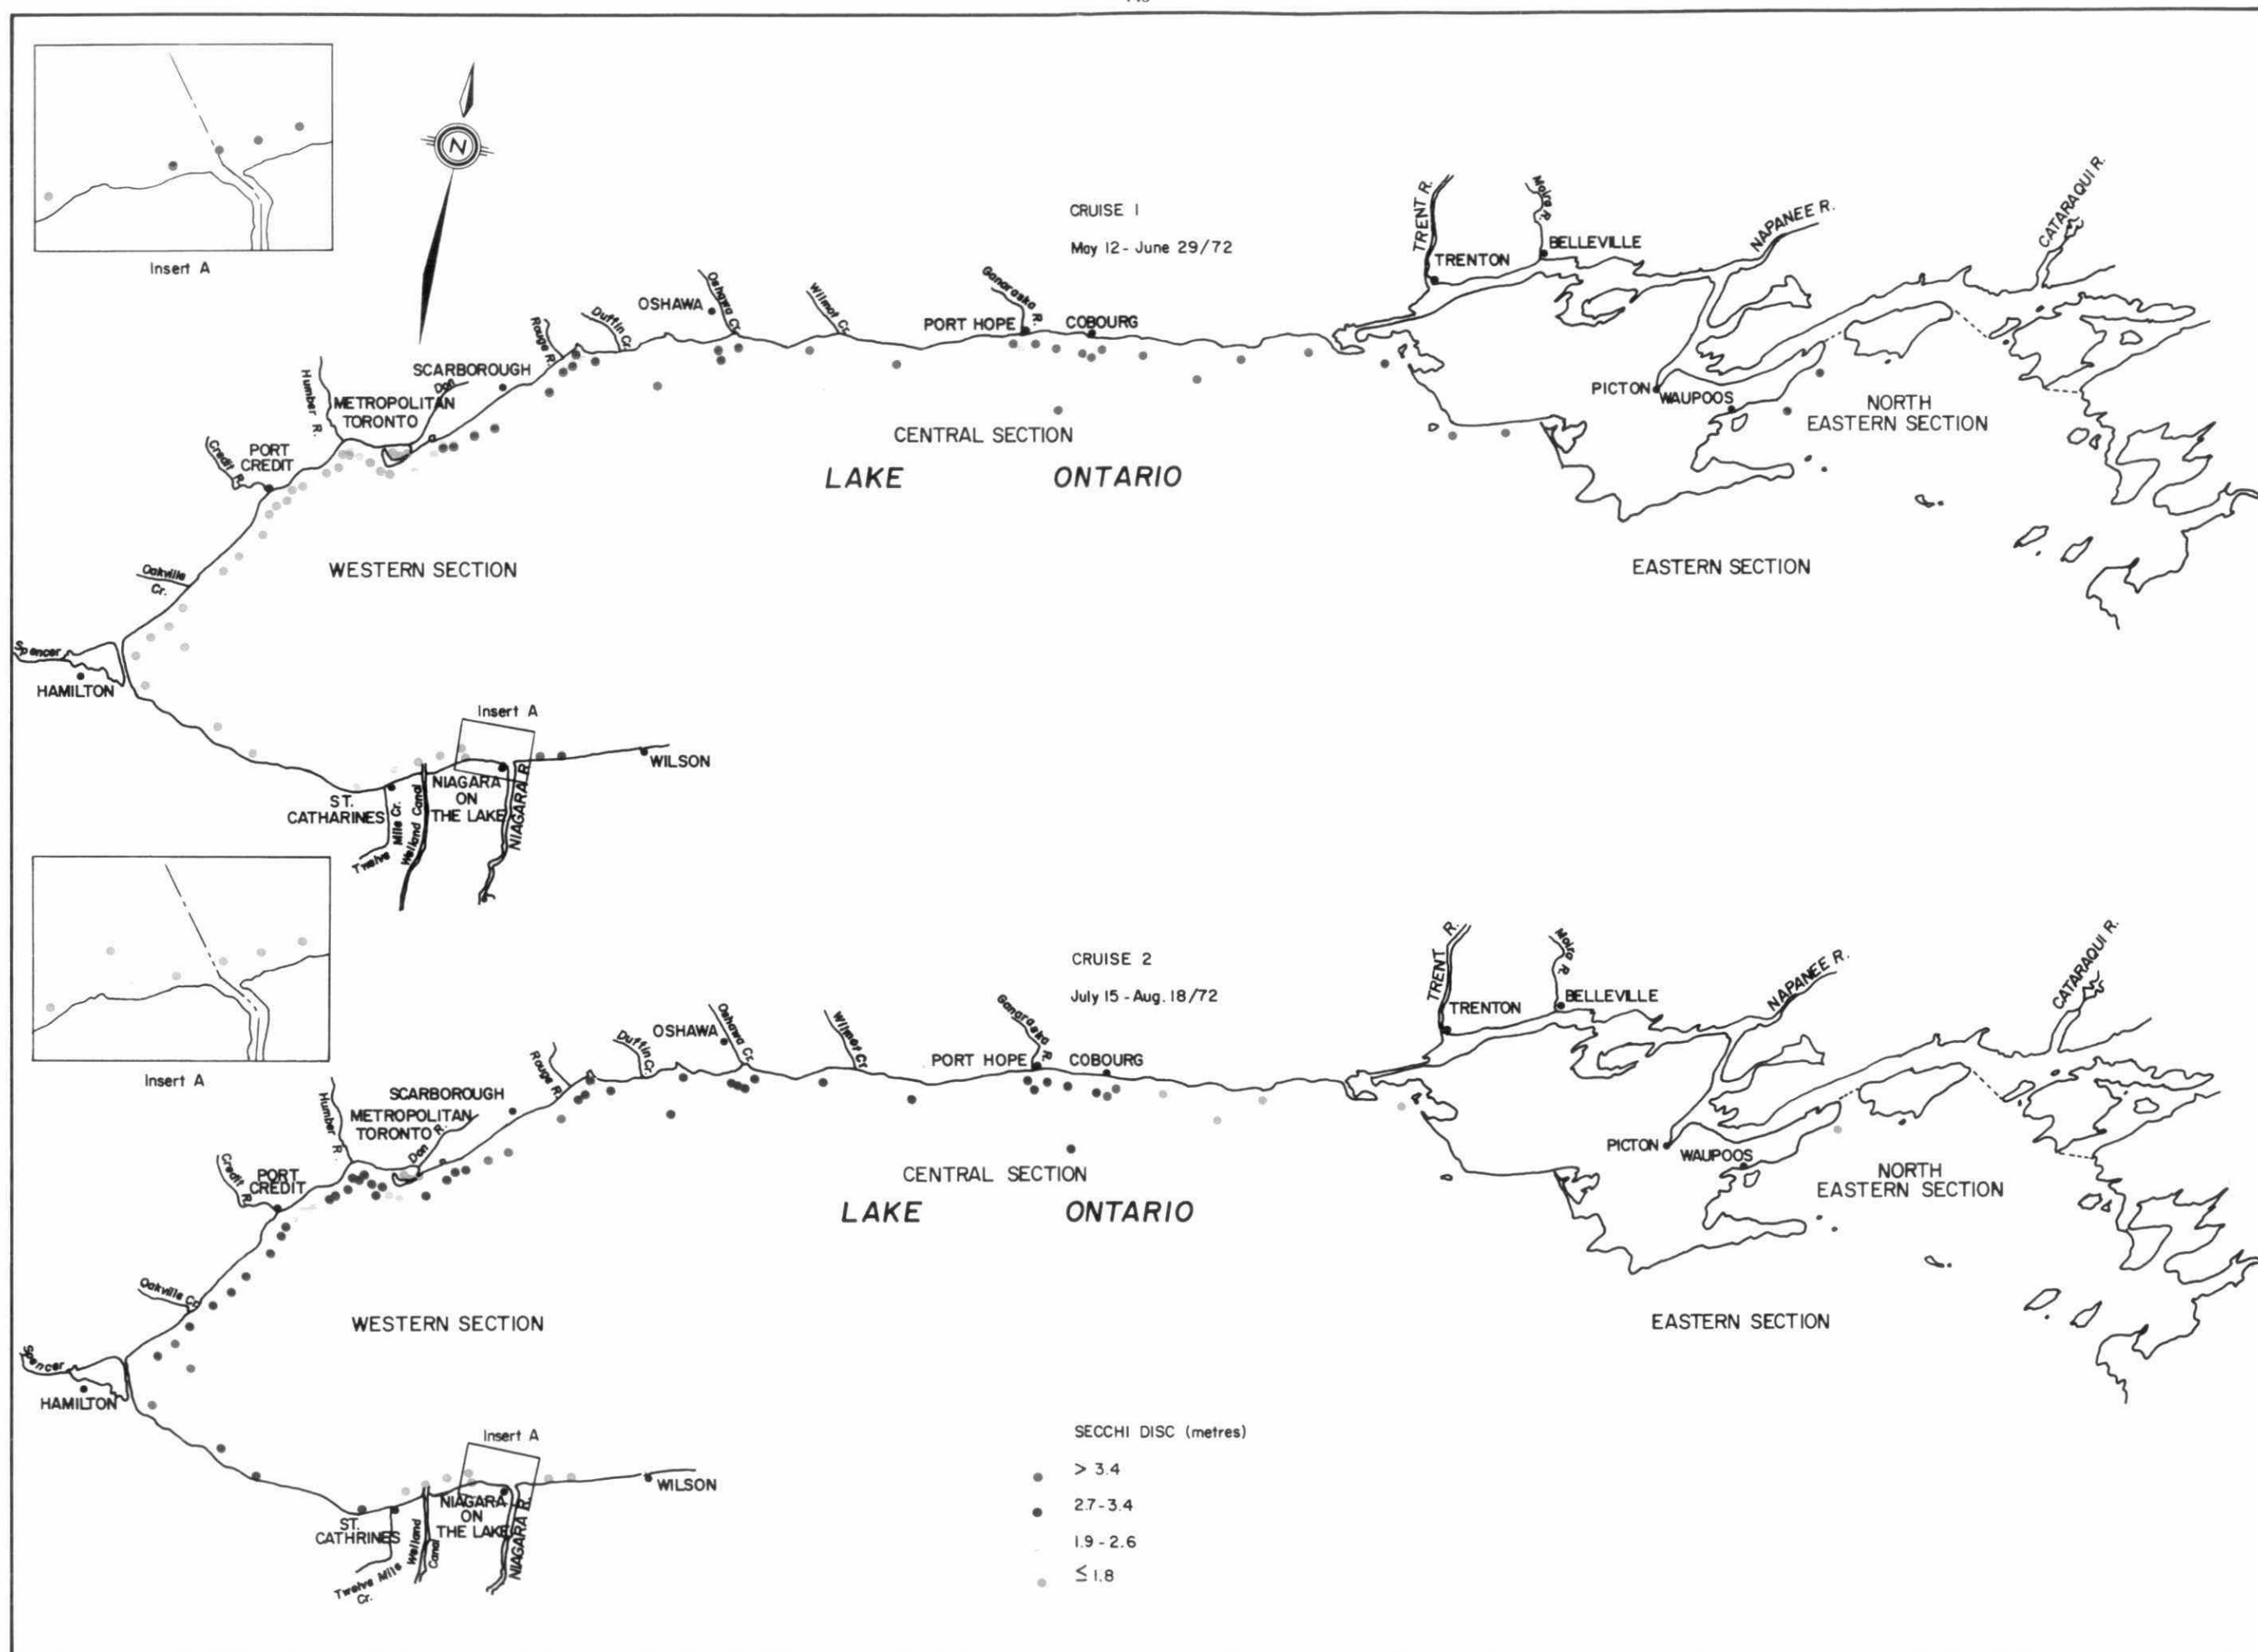 Insert A
N
CRUISE 1
May 12 - June 29/72
TRENT R.
Moira R.
BELLEVILLE
TRENTON
NAPANEE R.
CATARAQUI R.
OSHAWA
Oshawa Cr.
Wilmot Cr.
Ganaraska R.
PORT HOPE
COBOURG
Duffin Cr.
Rouge R.
SCARBOROUGH
Don
Humber R.
METROPOLITAN
TORONTO
PORT
CREDIT
Credit R.
PICTON
WAUPOOS
NORTH
EASTERN SECTION
CENTRAL SECTION
LAKE ONTARIO
WESTERN SECTION
EASTERN SECTION
Oakville
Cr.
Spencer
HAMILTON
Insert A
WILSON
NIAGARA
ON
THE LAKE
NIAGARA R.
ST.
CATHARINES
Twelve Mile Cr.
Welland Canal
Insert A
CRUISE 2
July 15 - Aug. 18/72
TRENT R.
Moira R.
BELLEVILLE
TRENTON
NAPANEE R.
CATARAQUI R.
OSHAWA
Oshawa Cr.
Wilmot Cr.
Ganaraska R.
PORT HOPE
COBOURG
Duffin Cr.
Rouge R.
SCARBOROUGH
Humber R.
METROPOLITAN
TORONTO
Don R.
PORT
CREDIT
Credit R.
PICTON
WAUPOOS
NORTH
EASTERN SECTION
CENTRAL SECTION
LAKE ONTARIO
WESTERN SECTION
EASTERN SECTION
Oakville Cr.
Spencer
HAMILTON
Insert A
WILSON
NIAGARA
ON
THE LAKE
NIAGARA R.
ST.
CATHRINES
Welland
Canal
Twelve Mile
Cr.
SECCHI DISC (metres)
> 3.4
2.7 - 3.4
1.9 - 2.6
≤ 1.8